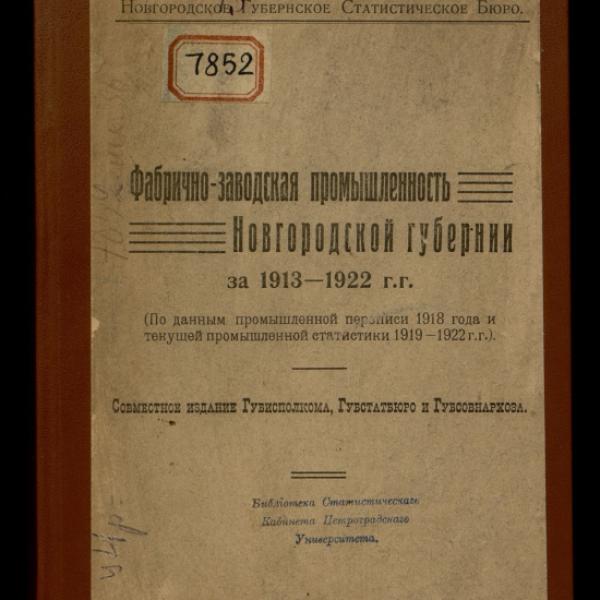 Новгородское Губернское Статистическое Бюро.
7852
Фабрично-заводская промышленность
Новгородской губернии
за 1913—1922 г.г.
(По данным промышленной переписи 1918 года и
текущей промышленной статистики 1919—1922 г.г.).
Совместное издание Губисполкома, Губстатбюро и Губсовнархоза.
Библіотека Статистическаго
Кабинета Петроградскаго
Университета.